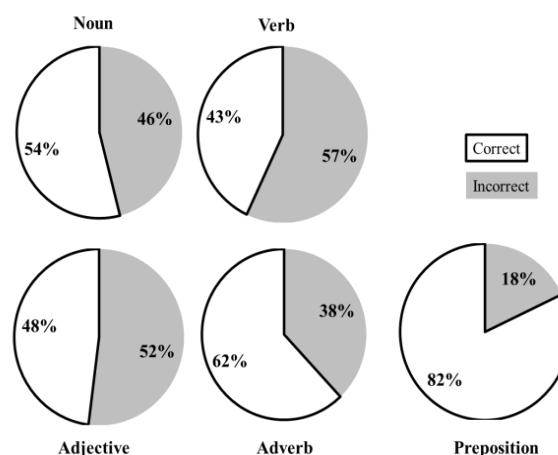 Noun
Verb
46%
54%
43%
57%
Correct
Incorrect
48%
52%
38%
62%
18%
82%
Adjective
Adverb
Preposition